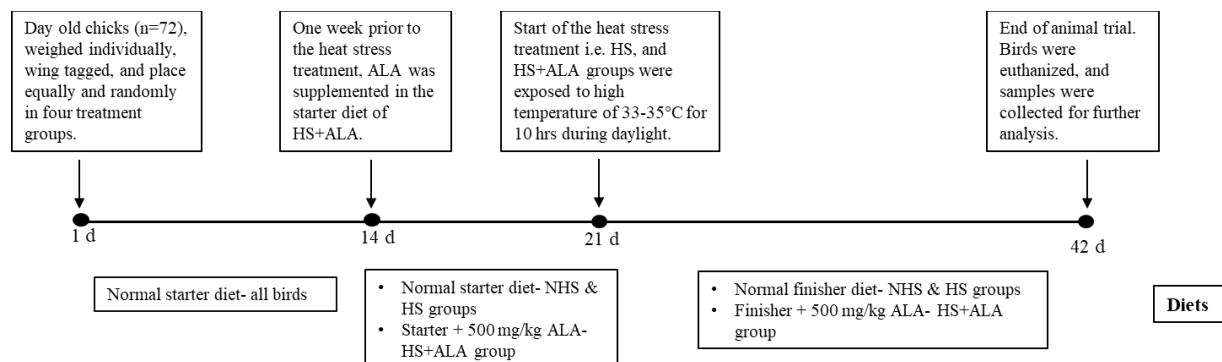 Day old chicks (n=72),
weighed individually,
wing tagged, and place
equally and randomly
in four treatment
groups.
One week prior to
the heat stress
treatment, ALA was
supplemented in the
starter diet of
HS+ALA.
Start of the heat stress
treatment i.e. HS, and
HS+ALA groups were
exposed to high
temperature of 33-35°C for
10 hrs during daylight.
End of animal trial.
Birds were
euthanized, and
samples were
collected for further
analysis.
1 d
14 d
21 d
42 d
Normal starter diet- all birds
• Normal starter diet- NHS &
HS groups
• Starter + 500 mg/kg ALA-
HS+ALA group
• Normal finisher diet- NHS & HS groups
• Finisher + 500 mg/kg ALA- HS+ALA
group
Diets